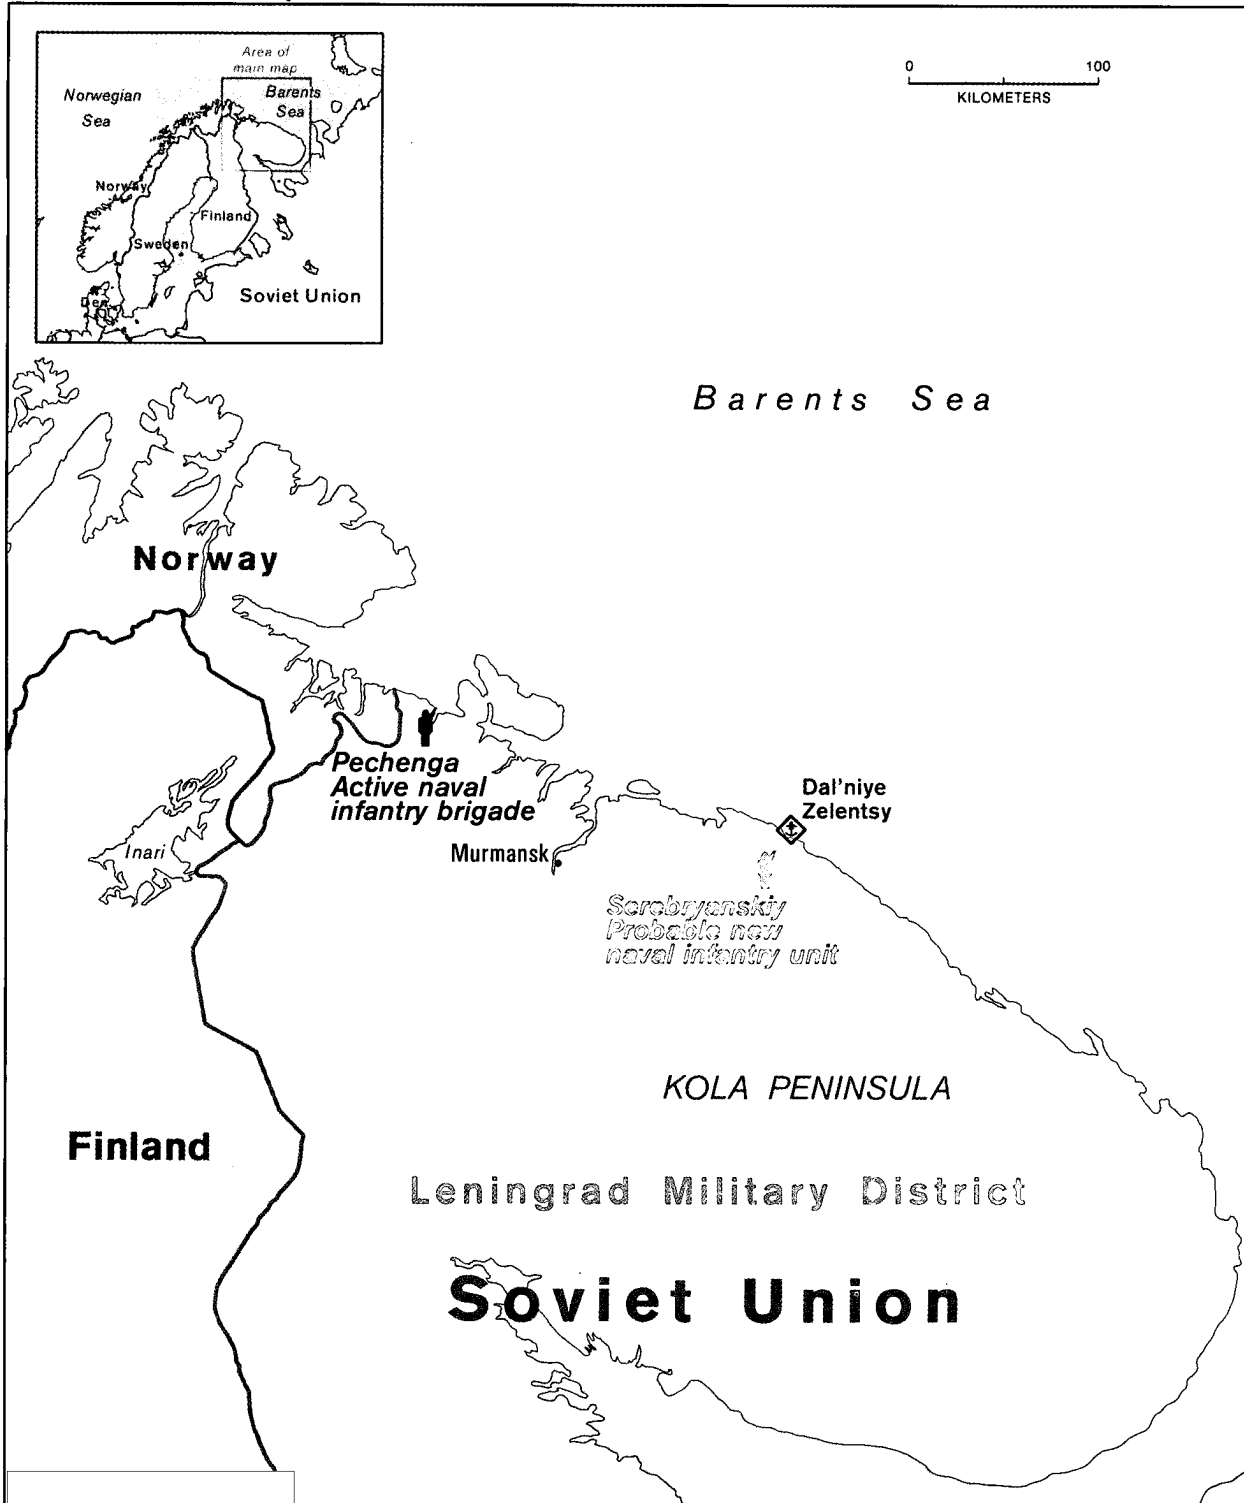 Area of
main map
Norwegian
Sea
Barents
Sea
Norway
Finland
Sweden
Den.
Soviet Union
0 100
KILOMETERS
Barents Sea
Norway
Pechenga
Active naval
infantry brigade
Dal'niye
Zelentsy
Inari
Murmansk
Serebryanskiy
Probable new
naval infantry unit
KOLA PENINSULA
Finland
Leningrad Military District
Soviet Union